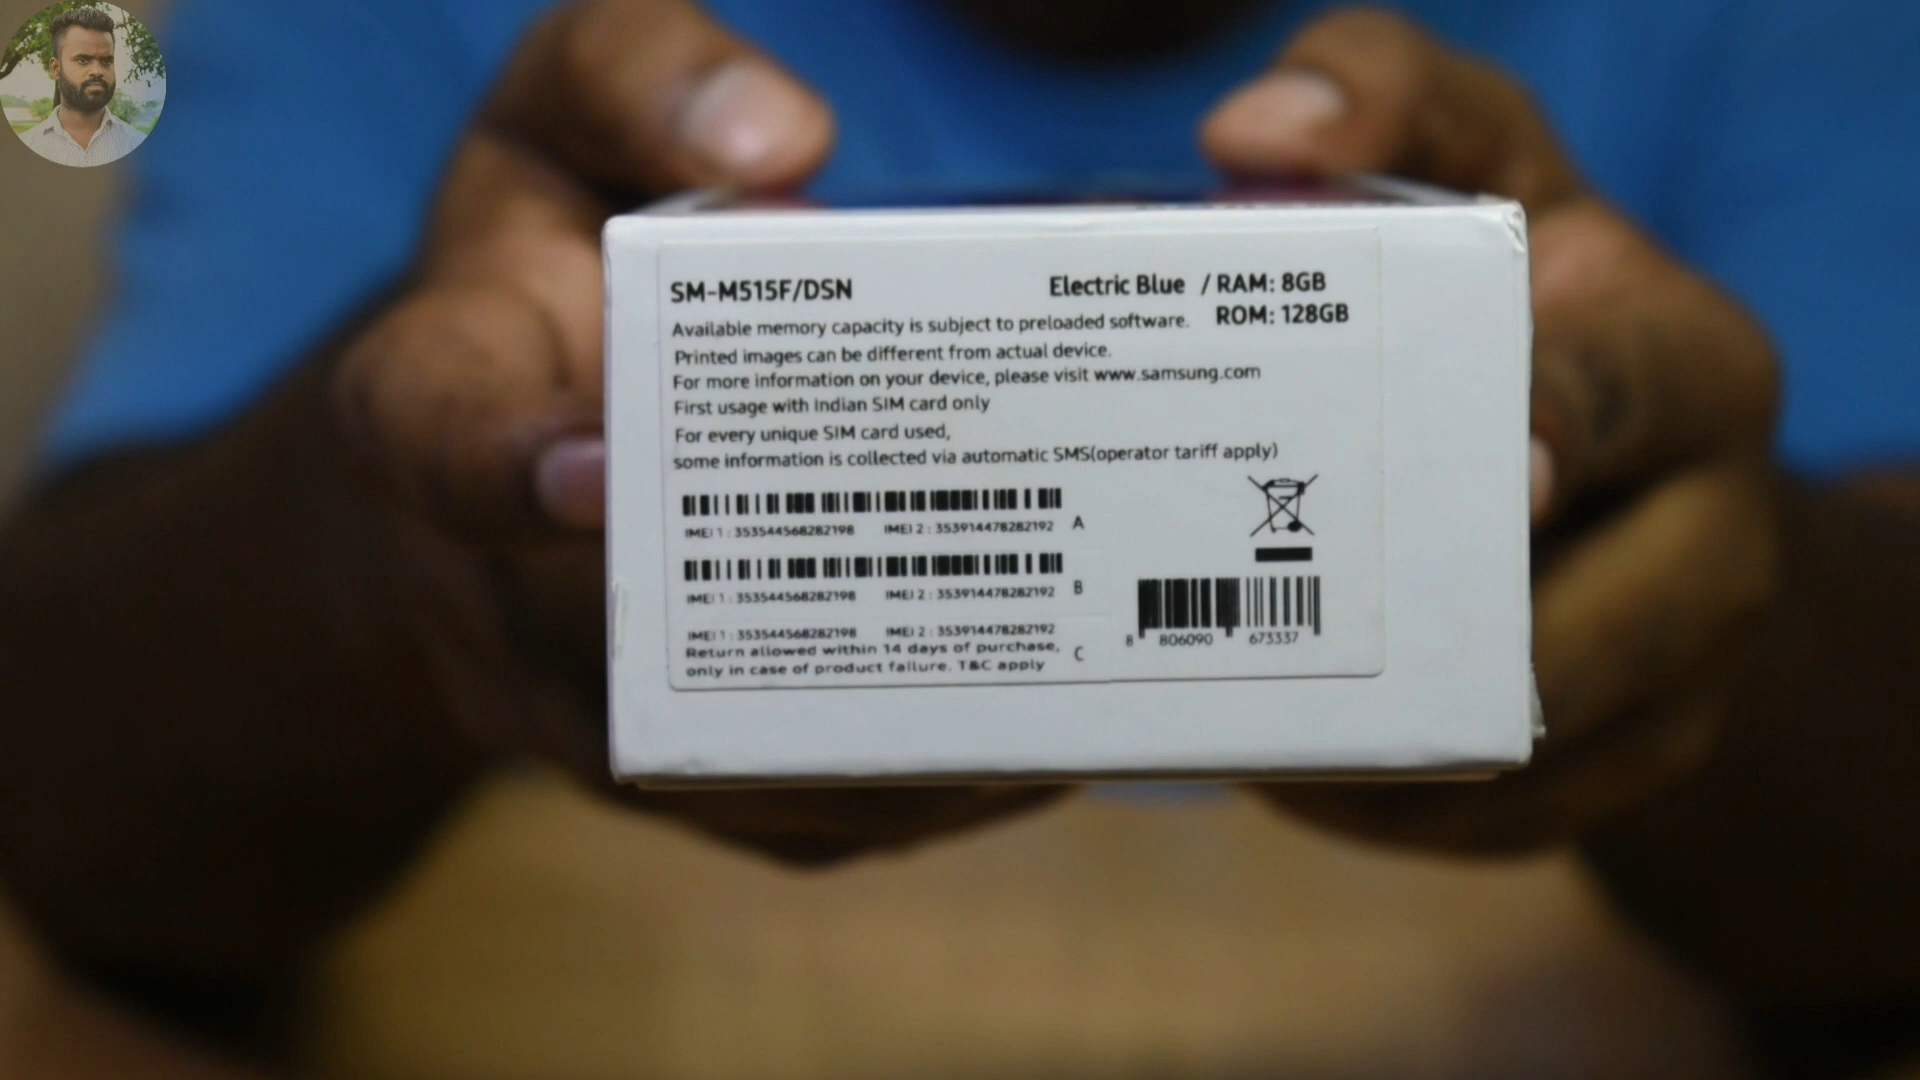 SM-M515F/DSN Electric Blue / RAM: 8GB
ROM: 128GB
Available memory capacity is subject to preloaded software.
Printed images can be different from actual device.
For more information on your device, please visit www.samsung.com
First usage with Indian SIM card only
For every unique SIM card used,
some information is collected via automatic SMS(operator tariff apply)
IMEI 1 : 353544568282198 IMEI 2 : 353914478282192 A
IMEI 1 : 353544568282198 IMEI 2 : 353914478282192 B
IMEI 1 : 353544568282198 IMEI 2 : 353914478282192
Return allowed within 14 days of purchase, C
only in case of product failure. T&C apply
8 806090 673337